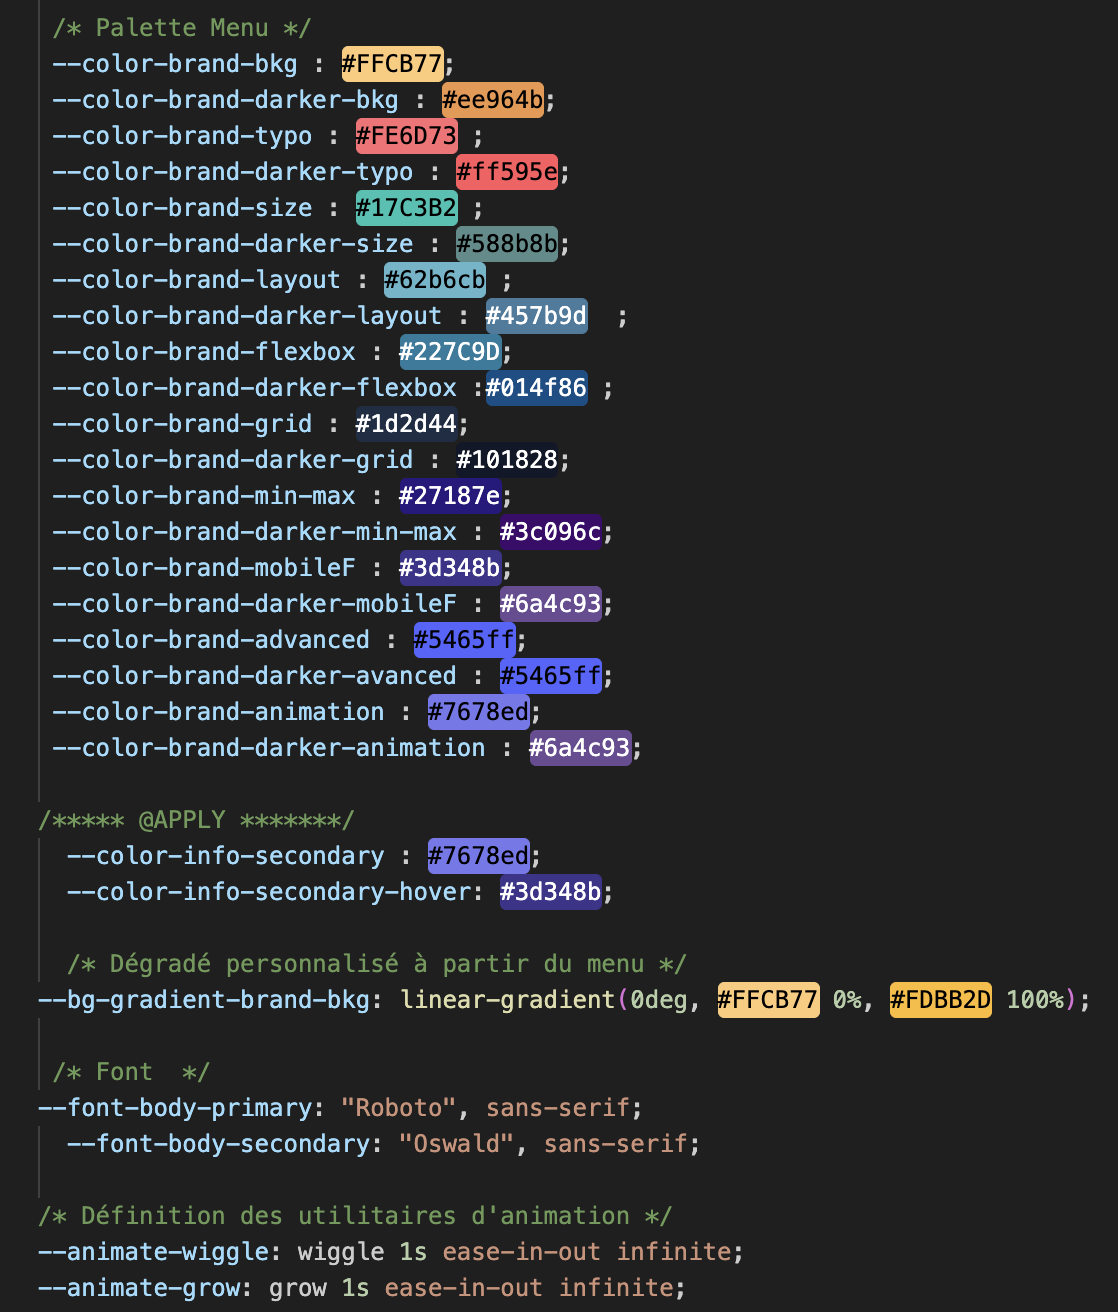 /* Palette Menu */
--color-brand-bkg : #FFCB77;
--color-brand-darker-bkg : #ee964b;
--color-brand-typo : #FE6D73 ;
--color-brand-darker-typo : #ff595e;
--color-brand-size : #17C3B2 ;
--color-brand-darker-size : #588b8b;
--color-brand-layout : #62b6cb ;
--color-brand-darker-layout : #457b9d  ;
--color-brand-flexbox : #227C9D;
--color-brand-darker-flexbox :#014f86 ;
--color-brand-grid : #1d2d44;
--color-brand-darker-grid : #101828;
--color-brand-min-max : #27187e;
--color-brand-darker-min-max : #3c096c;
--color-brand-mobileF : #3d348b;
--color-brand-darker-mobileF : #6a4c93;
--color-brand-advanced : #5465ff;
--color-brand-darker-avanced : #5465ff;
--color-brand-animation : #7678ed;
--color-brand-darker-animation : #6a4c93;
/***** @APPLY *******/
--color-info-secondary : #7678ed;
--color-info-secondary-hover: #3d348b;
/* Dégradé personnalisé à partir du menu */
--bg-gradient-brand-bkg: linear-gradient(0deg, #FFCB77 0%, #FDBB2D 100%);
/* Font  */
--font-body-primary: "Roboto", sans-serif;
--font-body-secondary: "Oswald", sans-serif;
/* Définition des utilitaires d'animation */
--animate-wiggle: wiggle 1s ease-in-out infinite;
--animate-grow: grow 1s ease-in-out infinite;